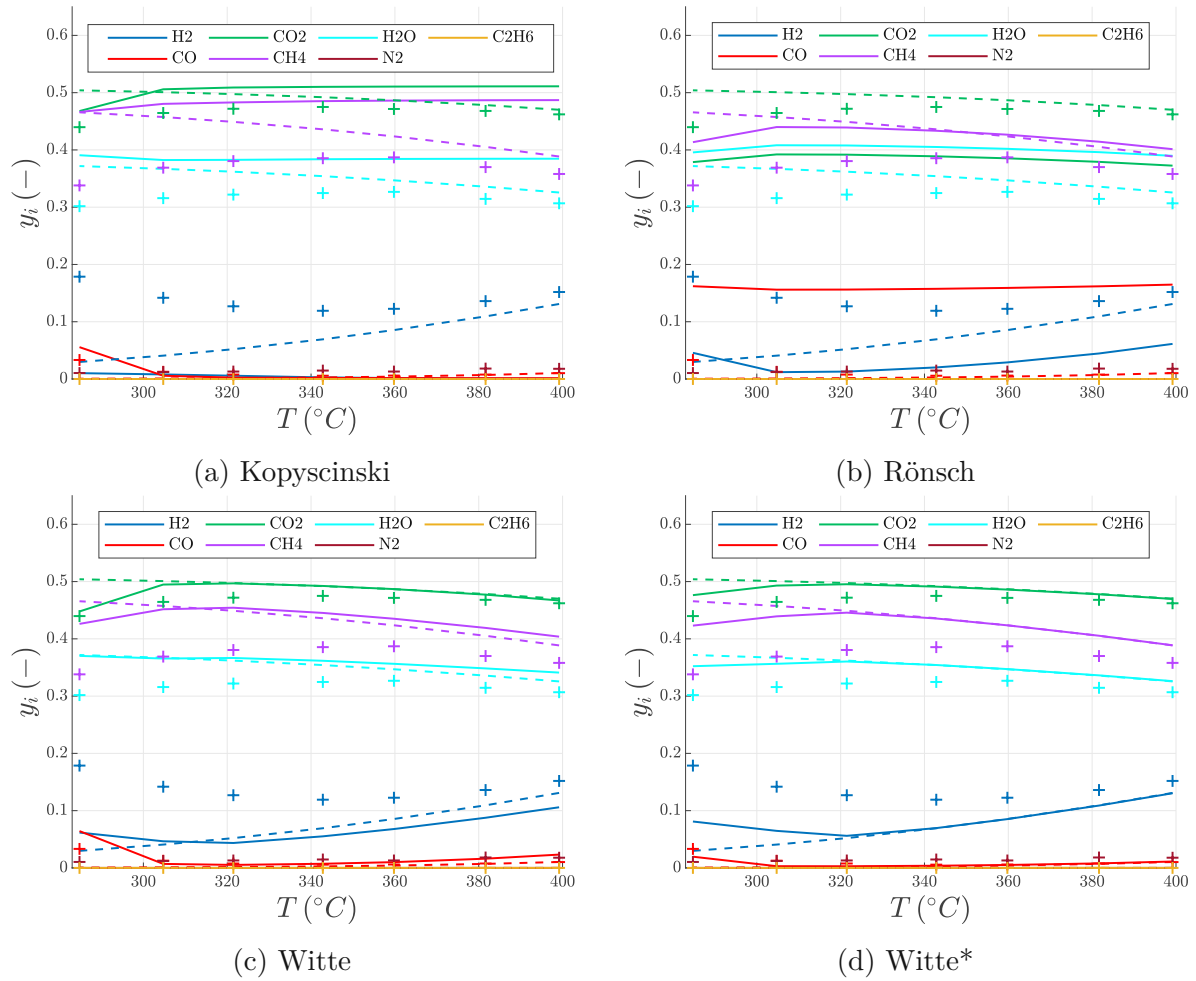 0.6
0.5
0.4
0.3
0.2
0.1
0
H2 CO2 H2O C2H6
CO CH4 N2
y_i (−)
300 320 340 360 380 400
T (°C)
(a) Kopyscinski
0.6
0.5
0.4
0.3
0.2
0.1
0
H2 CO2 H2O C2H6
CO CH4 N2
y_i (−)
300 320 340 360 380 400
T (°C)
(b) Rönsch
0.6
0.5
0.4
0.3
0.2
0.1
0
H2 CO2 H2O C2H6
CO CH4 N2
y_i (−)
300 320 340 360 380 400
T (°C)
(c) Witte
0.6
0.5
0.4
0.3
0.2
0.1
0
H2 CO2 H2O C2H6
CO CH4 N2
y_i (−)
300 320 340 360 380 400
T (°C)
(d) Witte*